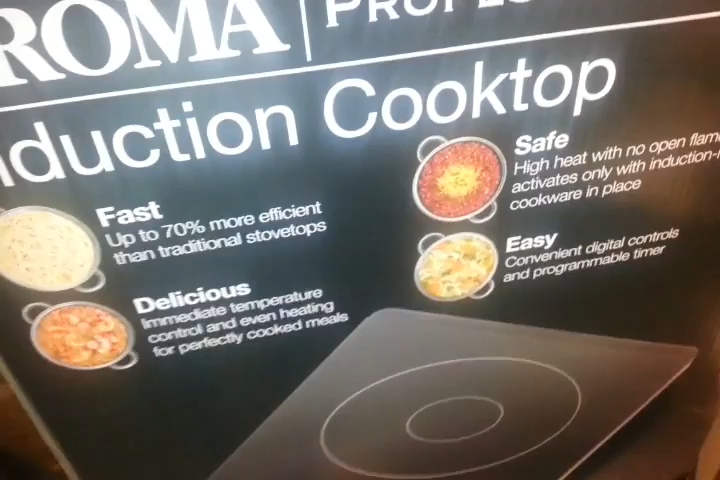 ROMA
Induction Cooktop
Fast
Up to 70% more efficient
than traditional stovetops
Delicious
Immediate temperature
control and even heating
for perfectly cooked meals
Safe
High heat with no open flam
activates only with induction-r
cookware in place
Easy
Convenient digital controls
and programmable timer